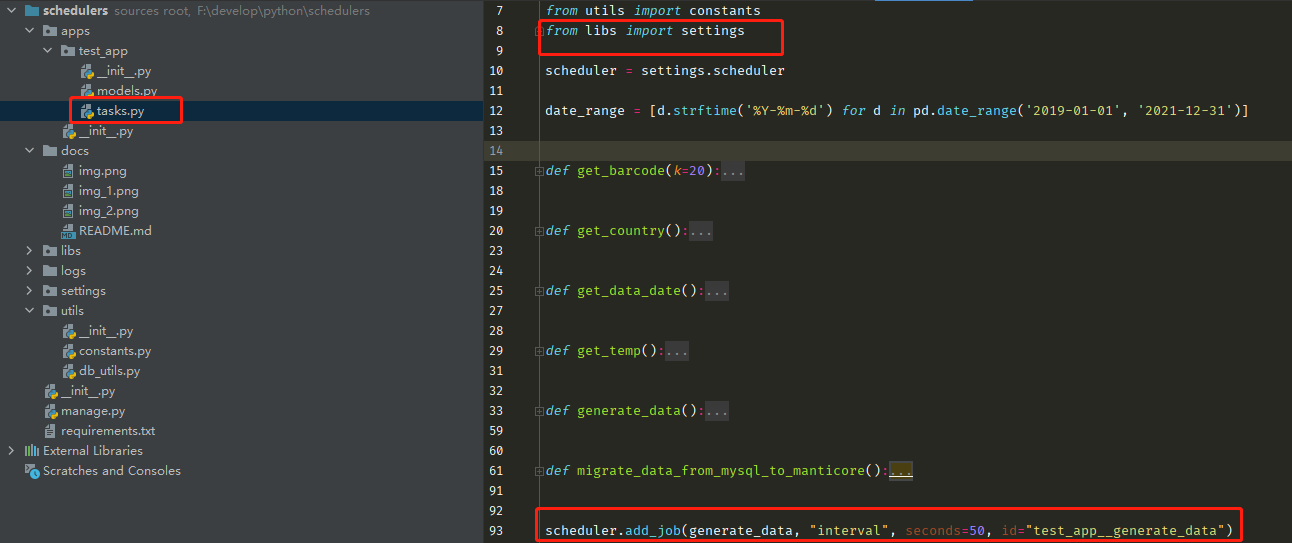 schedulers sources root, F:\develop\python\schedulers
apps
test_app
__init__.py
models.py
tasks.py
__init__.py
docs
img.png
img_1.png
img_2.png
README.md
libs
logs
settings
utils
__init__.py
constants.py
db_utils.py
__init__.py
manage.py
requirements.txt
External Libraries
Scratches and Consoles
7 from utils import constants
8 from libs import settings
9
10 scheduler = settings.scheduler
11
12 date_range = [d.strftime('%Y-%m-%d') for d in pd.date_range('2019-01-01', '2021-12-31')]
13
14
15 def get_barcode(k=20):...
18
19
20 def get_country():...
23
24
25 def get_data_date():...
27
28
29 def get_temp():...
31
32
33 def generate_data():...
59
60
61 def migrate_data_from_mysql_to_manticore():...
91
92
93 scheduler.add_job(generate_data, "interval", seconds=50, id="test_app__generate_data")